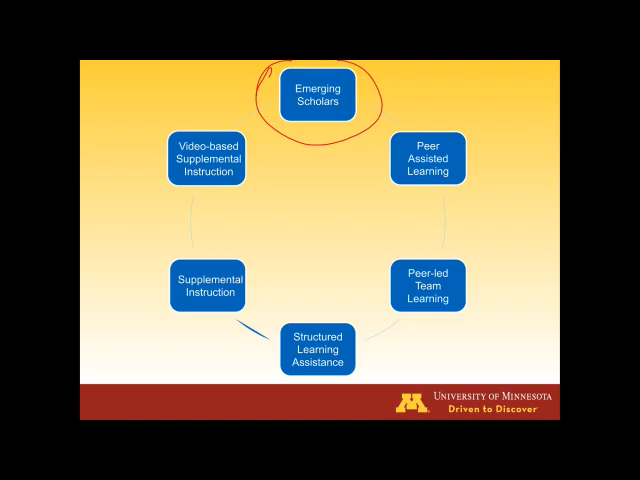 Emerging
Scholars
Peer
Assisted
Learning
Peer-led
Team
Learning
Structured
Learning
Assistance
Supplemental
Instruction
Video-based
Supplemental
Instruction
M
UNIVERSITY OF MINNESOTA
Driven to Discover